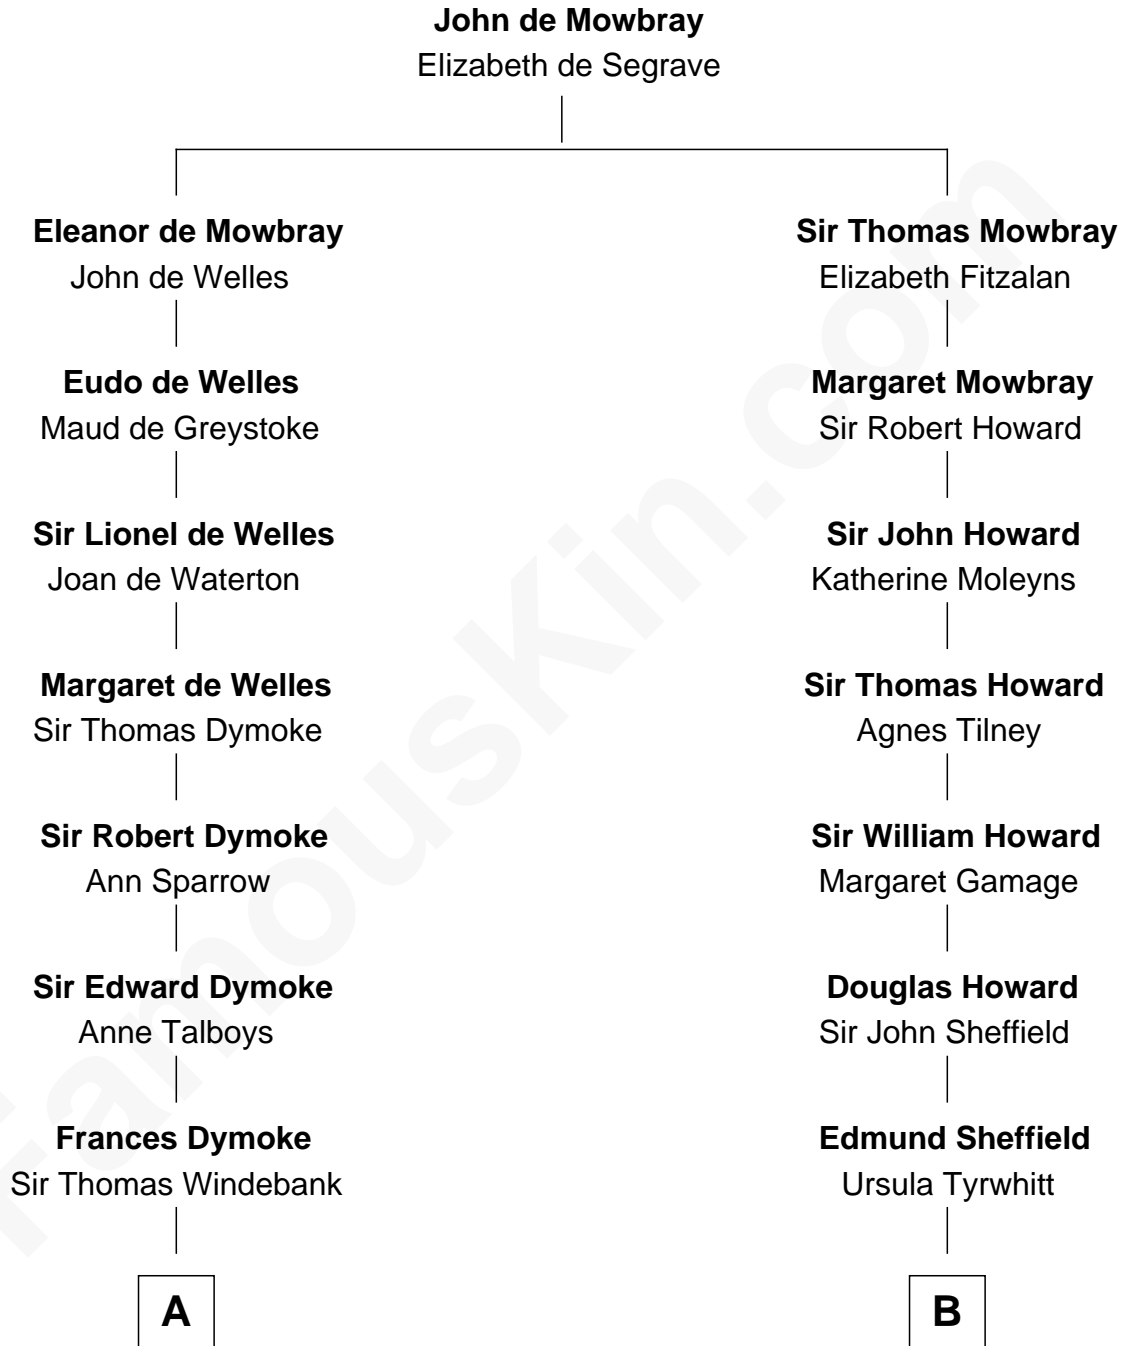 John de Mowbray
Elizabeth de Segrave
Eleanor de Mowbray
John de Welles
Sir Thomas Mowbray
Elizabeth Fitzalan
Eudo de Welles
Maud de Greystoke
Margaret Mowbray
Sir Robert Howard
Sir Lionel de Welles
Joan de Waterton
Sir John Howard
Katherine Moleyns
Margaret de Welles
Sir Thomas Dymoke
Sir Thomas Howard
Agnes Tilney
Sir Robert Dymoke
Ann Sparrow
Sir William Howard
Margaret Gamage
Sir Edward Dymoke
Anne Talboys
Douglas Howard
Sir John Sheffield
Frances Dymoke
Sir Thomas Windebank
Edmund Sheffield
Ursula Tyrwhitt
A
B
FamousKin.com